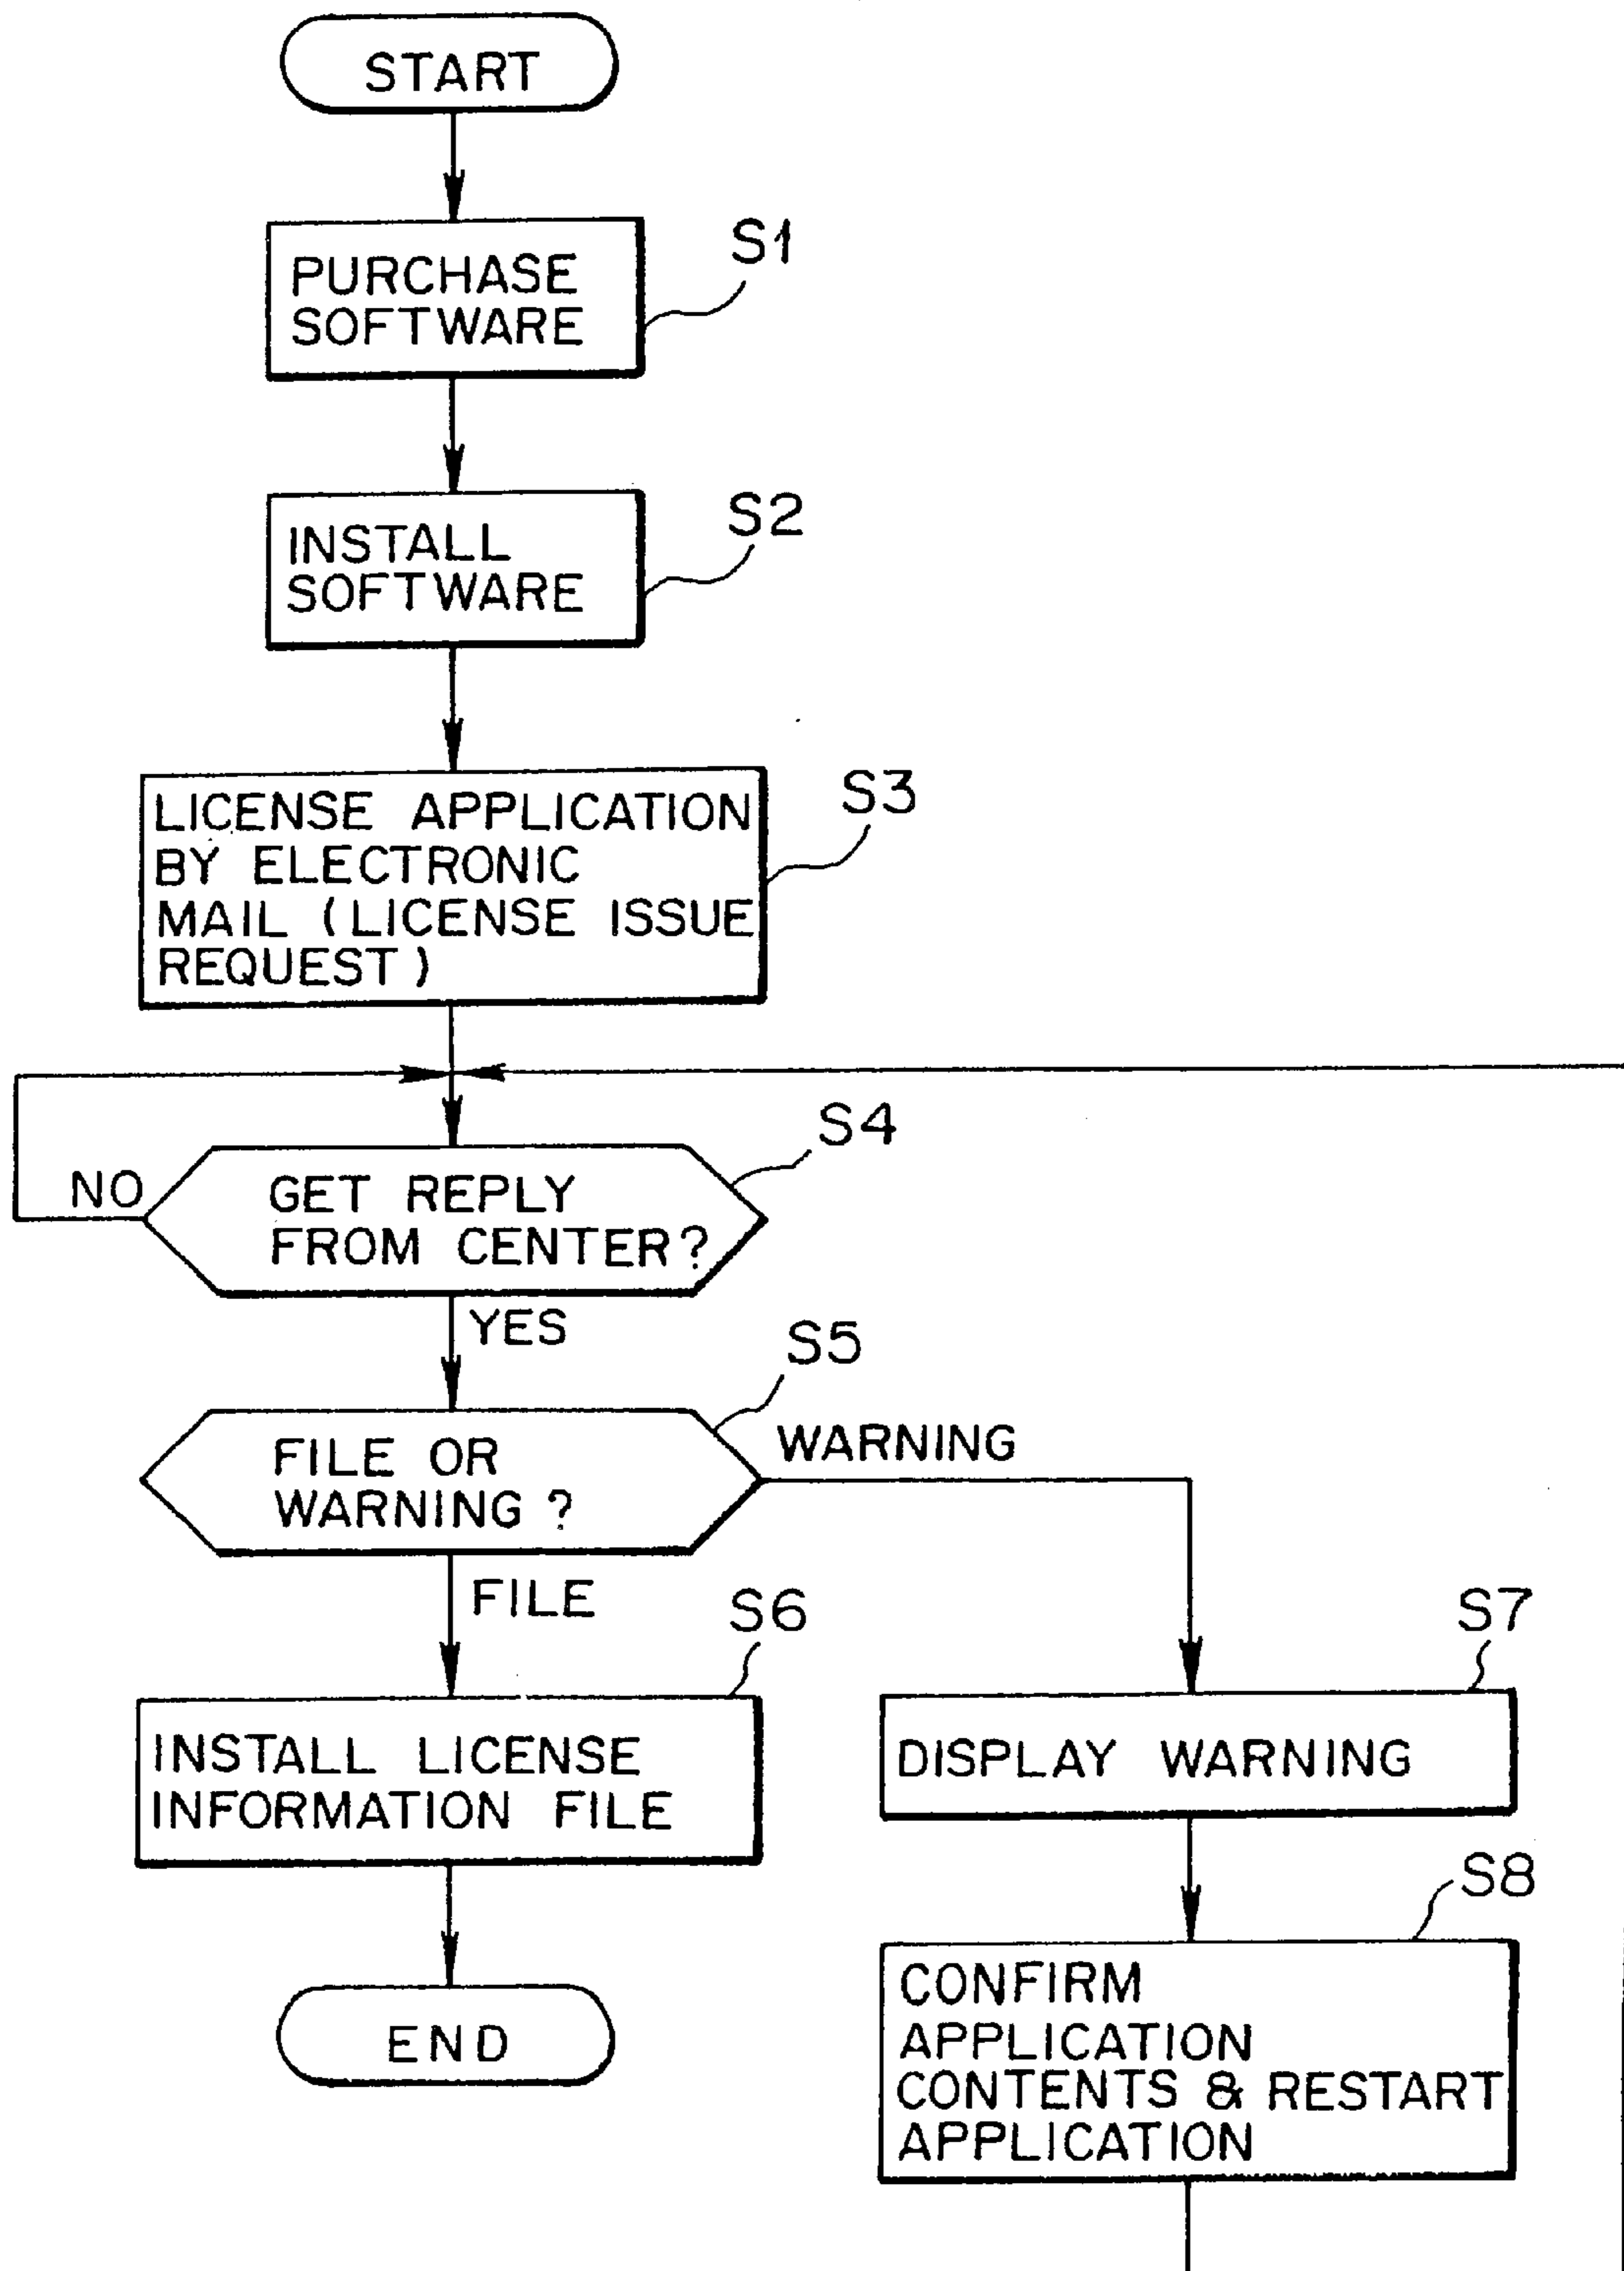 START
S1
PURCHASE
SOFTWARE
S2
INSTALL
SOFTWARE
S3
LICENSE APPLICATION
BY ELECTRONIC
MAIL (LICENSE ISSUE
REQUEST)
S4
NO
GET REPLY
FROM CENTER?
YES
S5
FILE OR
WARNING?
WARNING
FILE
S6
INSTALL LICENSE
INFORMATION FILE
END
S7
DISPLAY WARNING
S8
CONFIRM
APPLICATION
CONTENTS & RESTART
APPLICATION